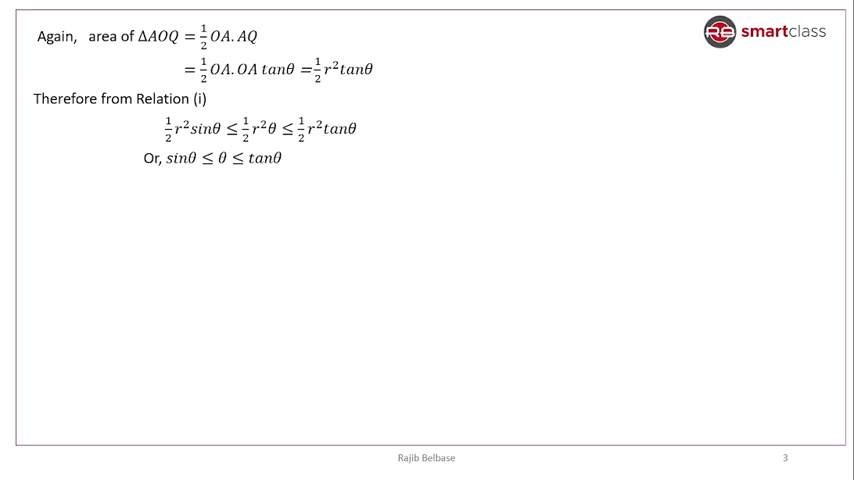 Again, area of ΔAOQ = 1/2 OA.AQ
= 1/2 OA.OA tanθ = 1/2 r²tanθ
Therefore from Relation (i)
1/2 r²sinθ ≤ 1/2 r²θ ≤ 1/2 r²tanθ
Or, sinθ ≤ θ ≤ tanθ
smartclass
Rajib Belbase
3